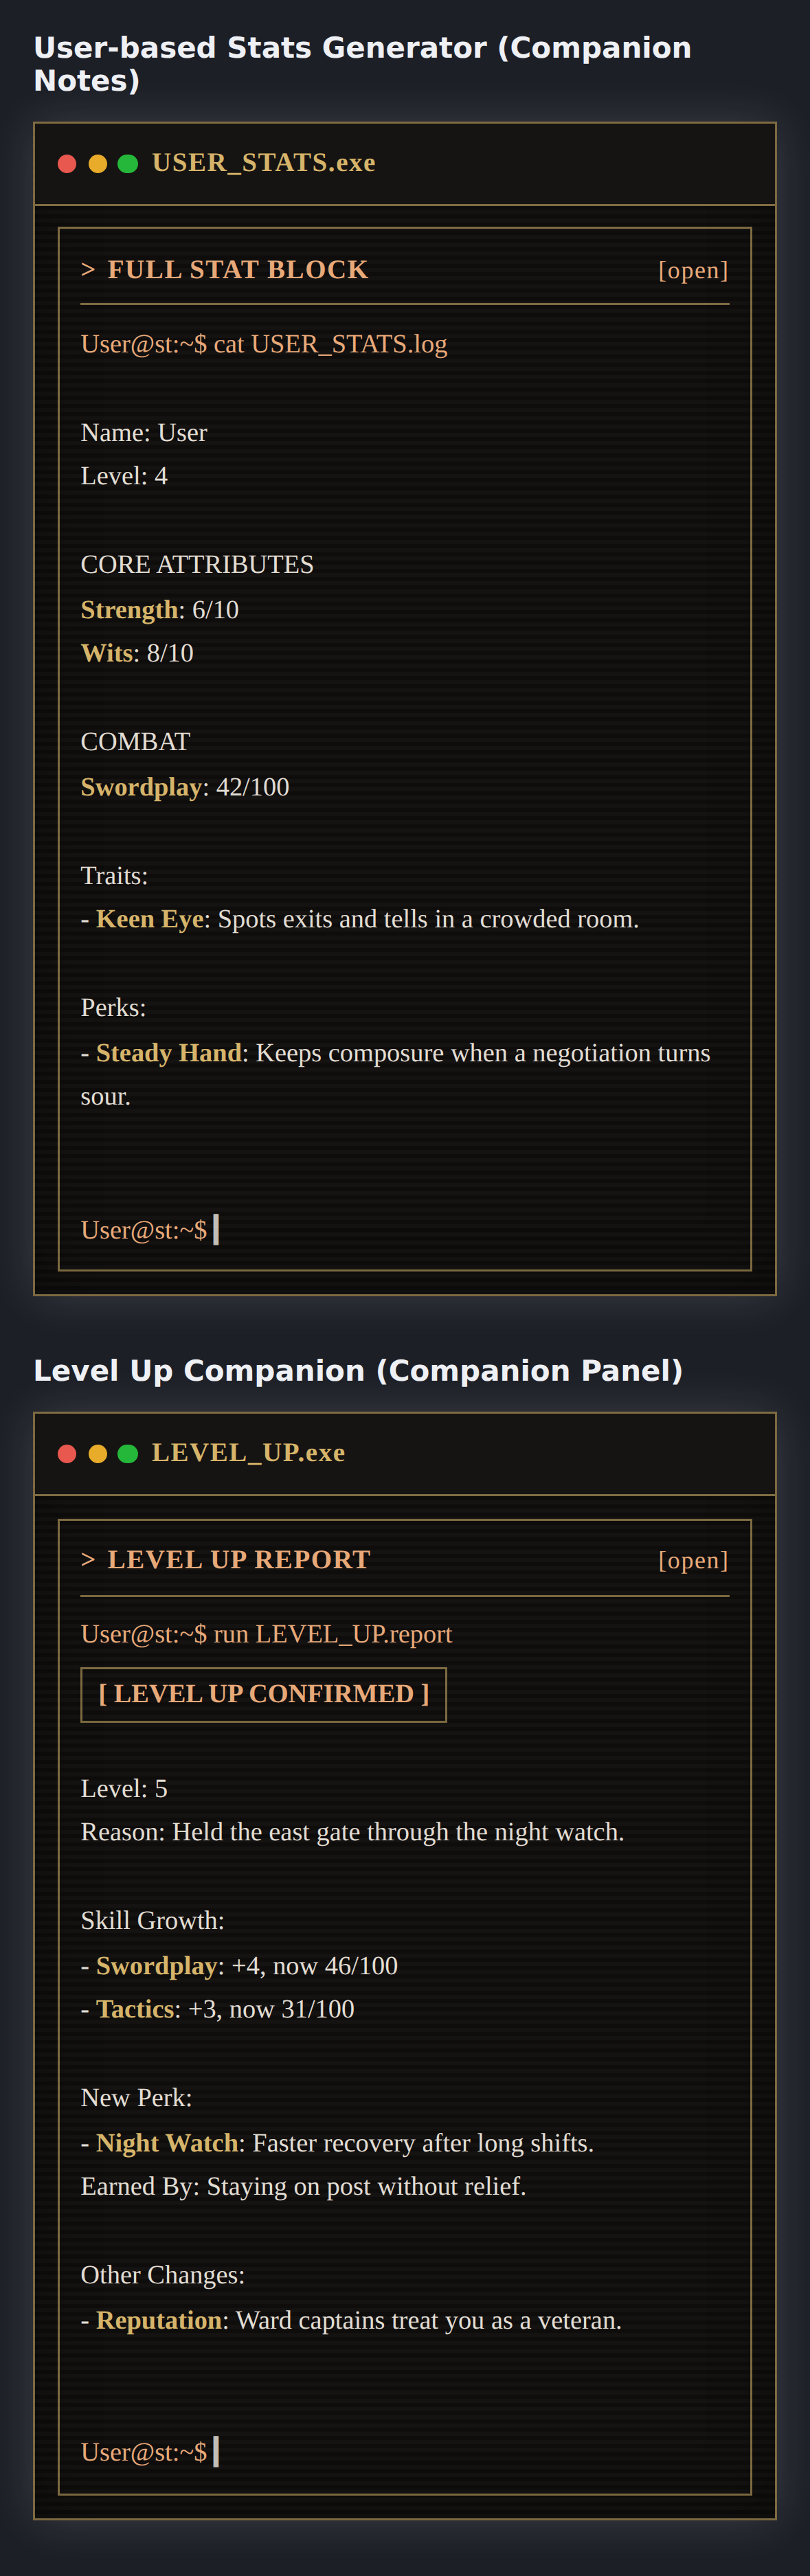 User-based Stats Generator (Companion
Notes)
USER_STATS.exe
> FULL STAT BLOCK [open]
User@st:~$ cat USER_STATS.log
Name: User
Level: 4
CORE ATTRIBUTES
Strength: 6/10
Wits: 8/10
COMBAT
Swordplay: 42/100
Traits:
- Keen Eye: Spots exits and tells in a crowded room.
Perks:
- Steady Hand: Keeps composure when a negotiation turns
sour.
User@st:~$
Level Up Companion (Companion Panel)
LEVEL_UP.exe
> LEVEL UP REPORT [open]
User@st:~$ run LEVEL_UP.report
[ LEVEL UP CONFIRMED ]
Level: 5
Reason: Held the east gate through the night watch.
Skill Growth:
- Swordplay: +4, now 46/100
- Tactics: +3, now 31/100
New Perk:
- Night Watch: Faster recovery after long shifts.
Earned By: Staying on post without relief.
Other Changes:
- Reputation: Ward captains treat you as a veteran.
User@st:~$